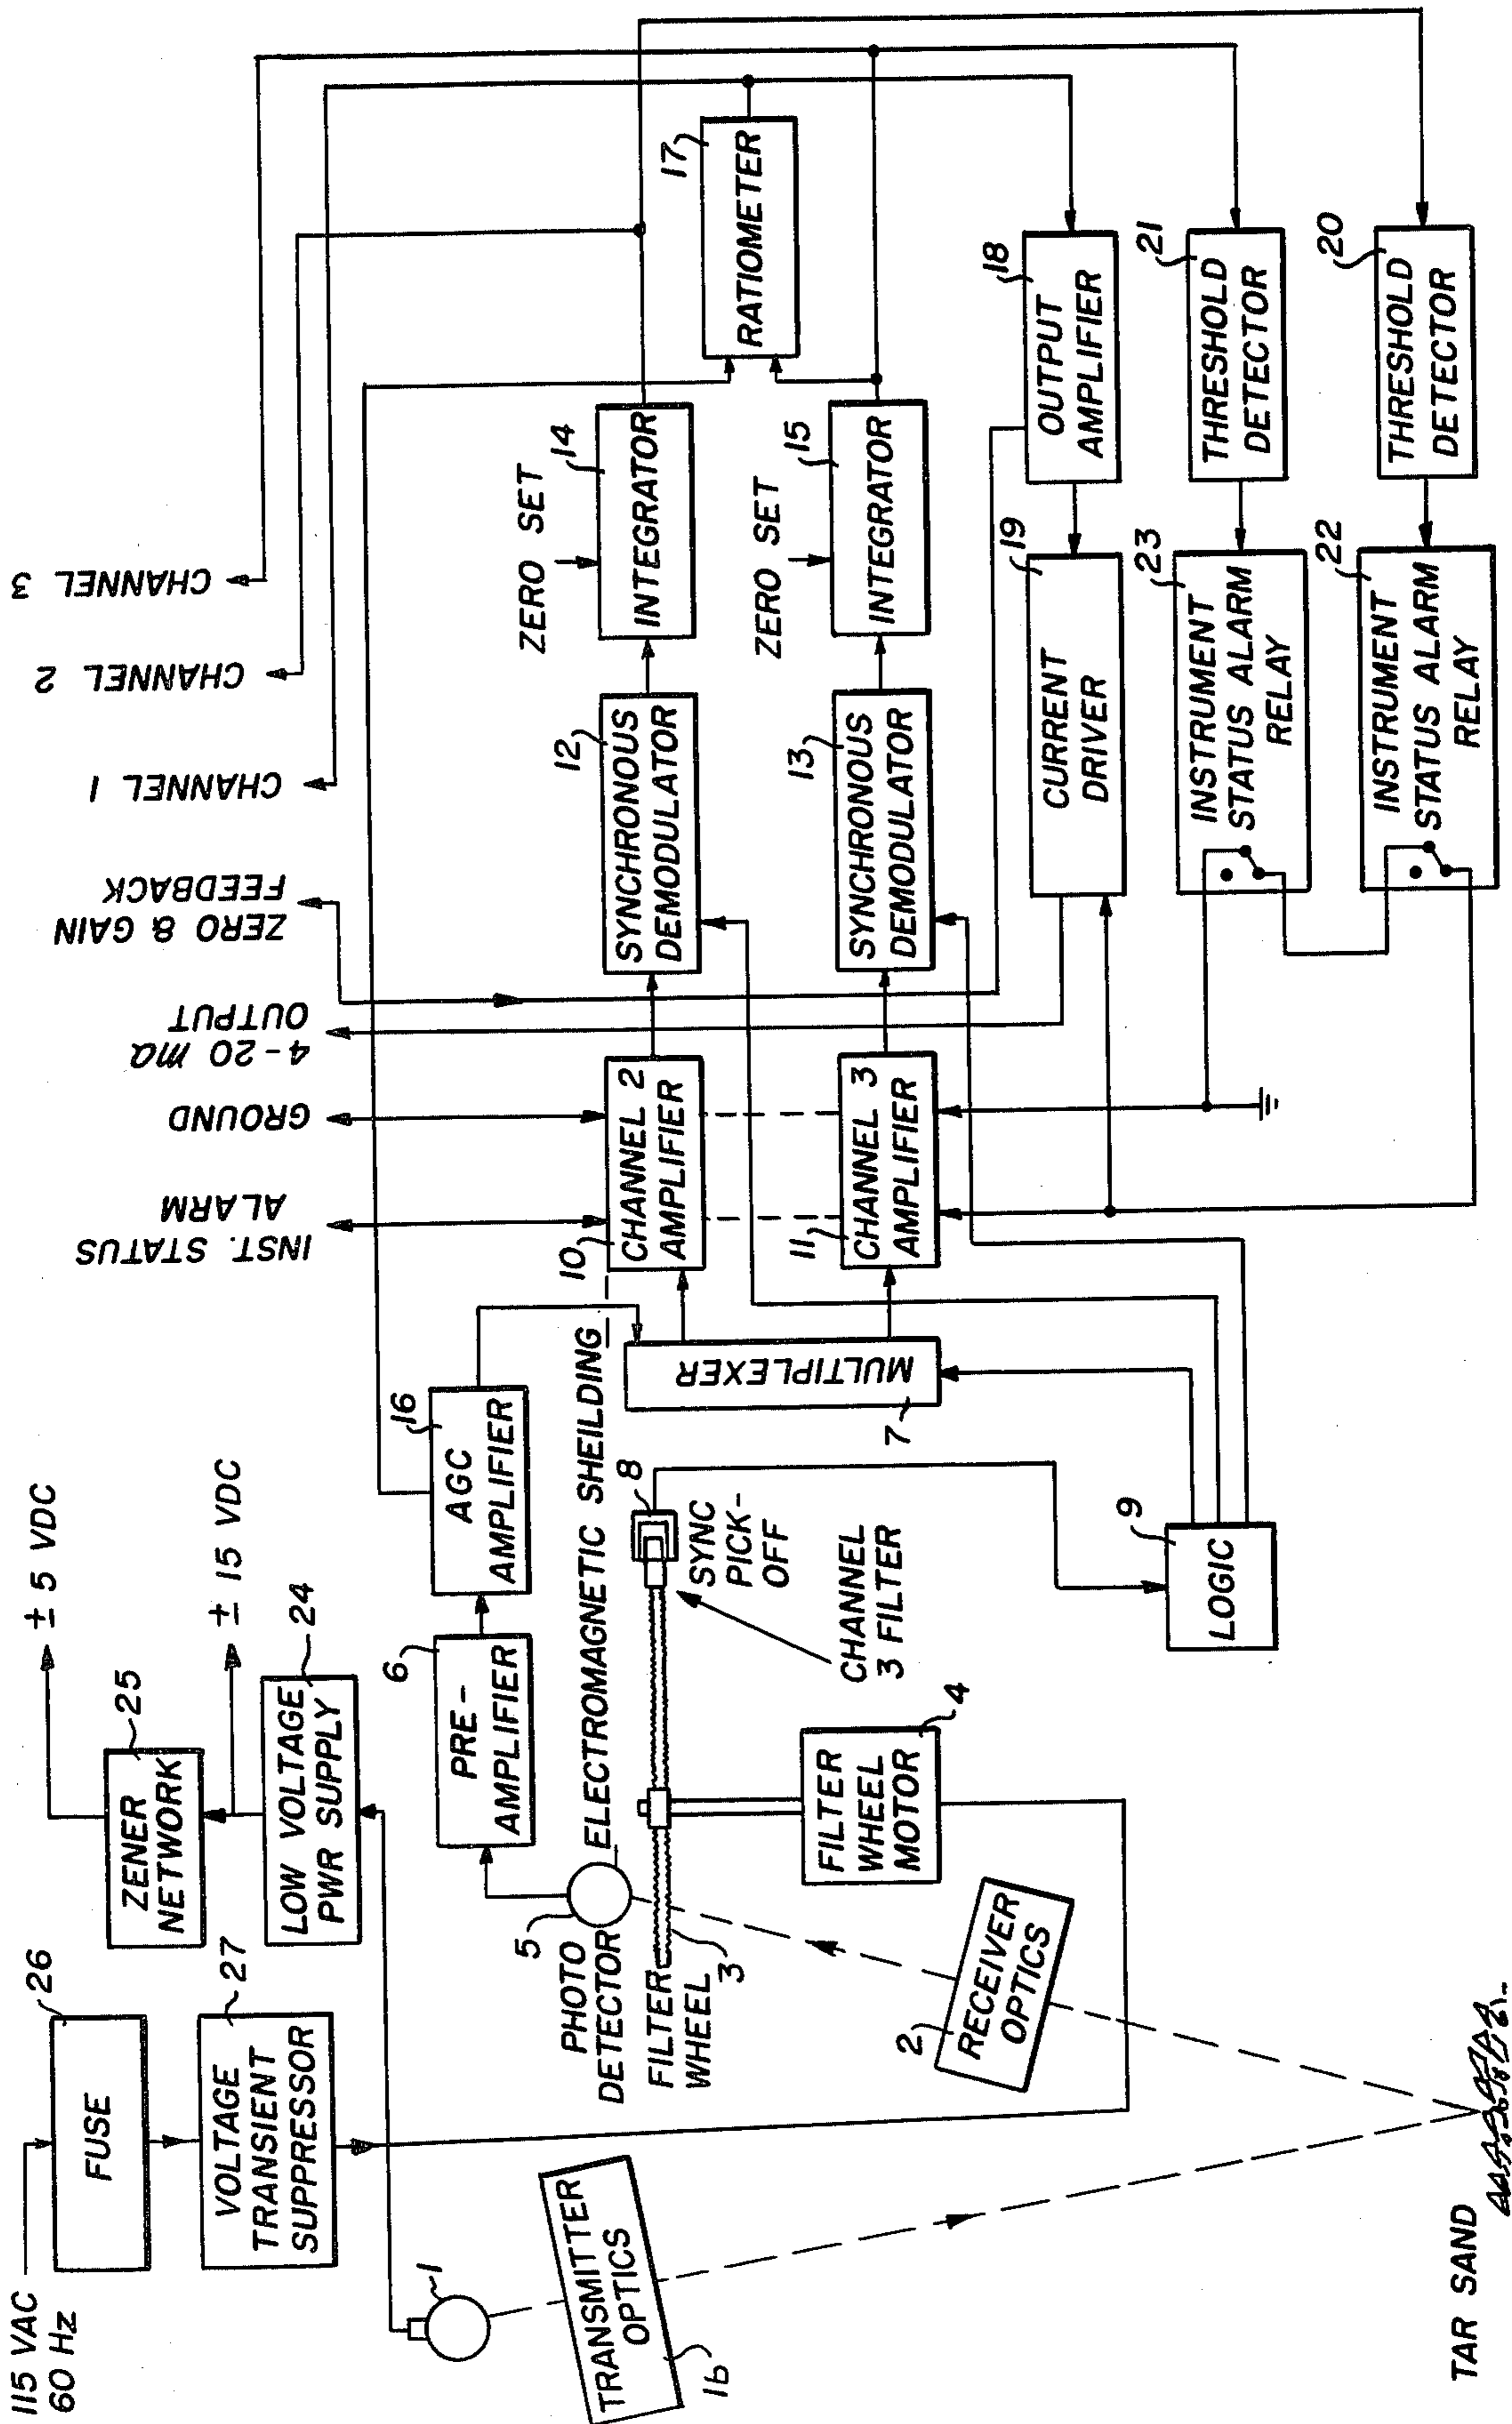 115 VAC
60 Hz
FUSE
26
VOLTAGE
TRANSIENT
SUPPRESSOR
27
ZENER
NETWORK
25
± 5 VDC
LOW VOLTAGE
PWR SUPPLY
24
± 15 VDC
1
TRANSMITTER
OPTICS
1b
TAR SAND
RECEIVER
OPTICS
2
PHOTO
DETECTOR
5
FILTER
WHEEL
3
FILTER
WHEEL
MOTOR
4
PRE-
AMPLIFIER
6
AGC
AMPLIFIER
16
ELECTROMAGNETIC SHEILDING
8
SYNC
PICK-
OFF
CHANNEL
3 FILTER
LOGIC
9
MULTIPLEXER
7
INST. STATUS
ALARM
GROUND
4-20 ma
OUTPUT
ZERO & GAIN
FEEDBACK
CHANNEL 1
CHANNEL 2
CHANNEL 3
10
CHANNEL 2
AMPLIFIER
11
CHANNEL 3
AMPLIFIER
12
SYNCHRONOUS
DEMODULATOR
13
SYNCHRONOUS
DEMODULATOR
ZERO SET
14
INTEGRATOR
ZERO SET
15
INTEGRATOR
17
RATIOMETER
18
OUTPUT
AMPLIFIER
19
CURRENT
DRIVER
21
THRESHOLD
DETECTOR
23
INSTRUMENT
STATUS ALARM
RELAY
20
THRESHOLD
DETECTOR
22
INSTRUMENT
STATUS ALARM
RELAY